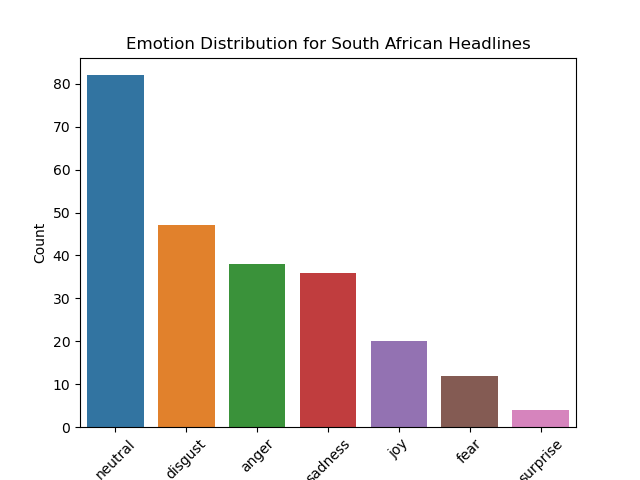 Emotion Distribution for South African Headlines
Count
80
70
60
50
40
30
20
10
0
neutral
disgust
anger
sadness
joy
fear
surprise